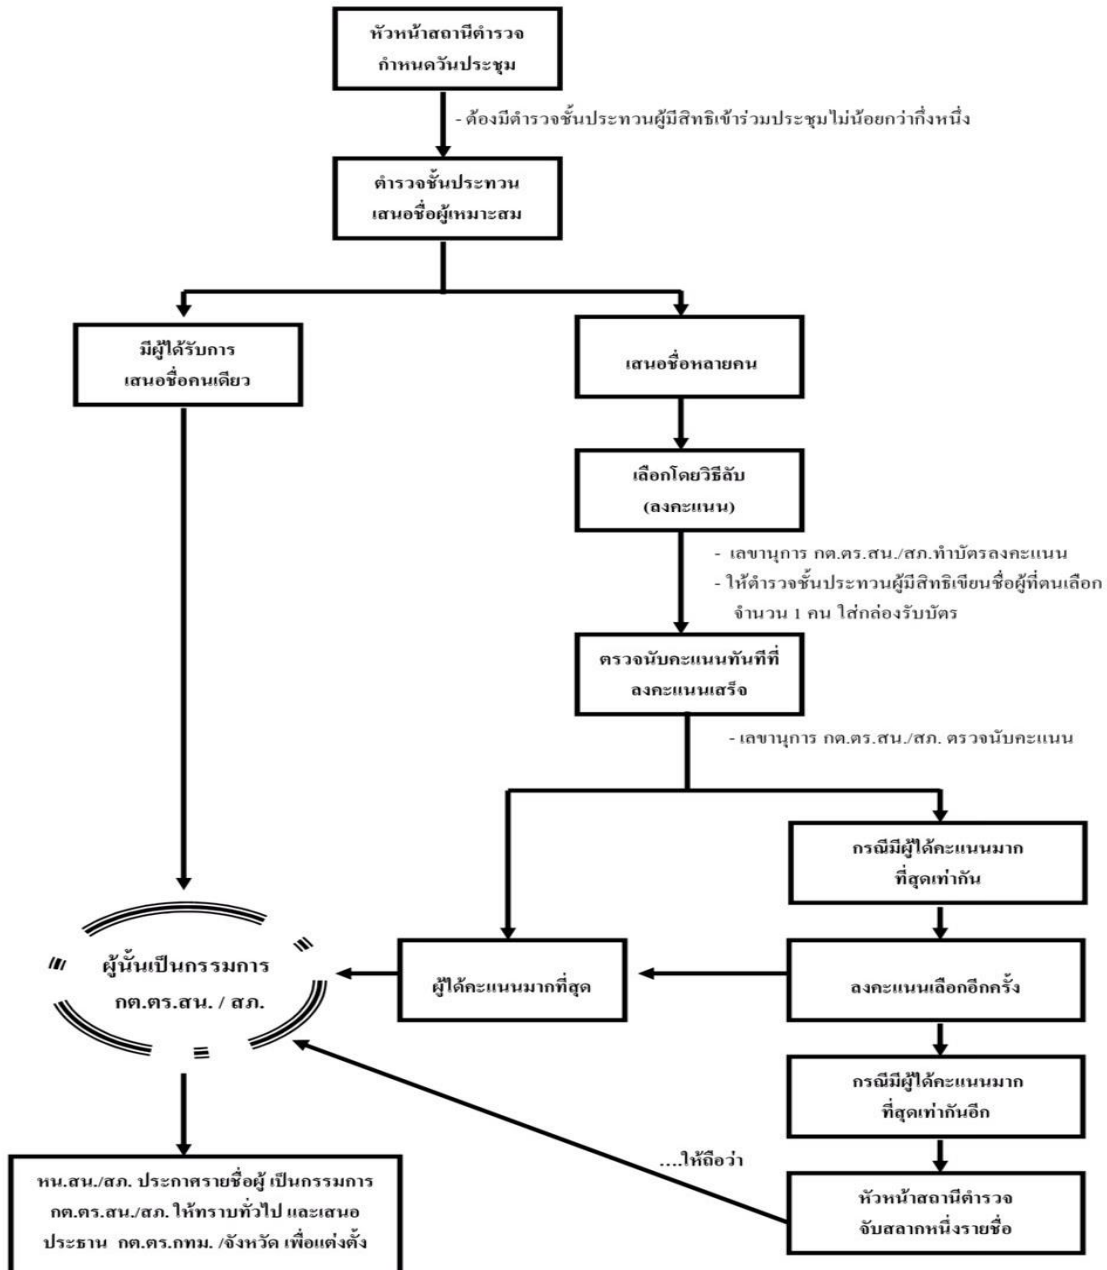 หัวหน้าสถานีตำรวจ
กำหนดวันประชุม
- ต้องมีตำรวจชั้นประทวนผู้มีสิทธิเข้าร่วมประชุมไม่น้อยกว่ากึ่งหนึ่ง
ตำรวจชั้นประทวน
เสนอชื่อผู้เหมาะสม
มีผู้ได้รับการ
เสนอชื่อคนเดียว
เสนอชื่อหลายคน
เลือกโดยวิธีลับ
(ลงคะแนน)
- เลขานุการ กต.ตร.สน./สภ.ทำบัตรลงคะแนน
- ให้ตำรวจชั้นประทวนผู้มีสิทธิเขียนชื่อผู้ที่ตนเลือก
จำนวน 1 คน ใส่กล่องรับบัตร
ตรวจนับคะแนนทันทีที่
ลงคะแนนเสร็จ
- เลขานุการ กต.ตร.สน./สภ. ตรวจนับคะแนน
กรณีมีผู้ได้คะแนนมาก
ที่สุดเท่ากัน
ผู้นั้นเป็นกรรมการ
กต.ตร.สน. / สภ.
ผู้ได้คะแนนมากที่สุด
ลงคะแนนเลือกอีกครั้ง
กรณีมีผู้ได้คะแนนมาก
ที่สุดเท่ากันอีก
....ให้ถือว่า
หัวหน้าสถานีตำรวจ
จับสลากหนึ่งรายชื่อ
หน.สน./สภ. ประกาศรายชื่อผู้ เป็นกรรมการ
กต.ตร.สน./สภ. ให้ทราบทั่วไป และเสนอ
ประธาน กต.ตร.กทม. /จังหวัด เพื่อแต่งตั้ง